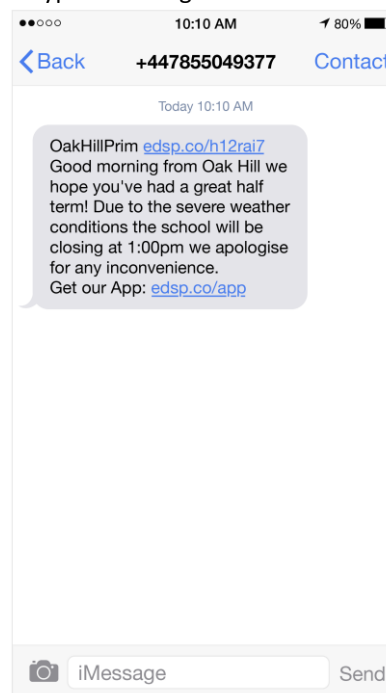 10:10 AM
80%
Back
+447855049377
Contact
Today 10:10 AM
OakHillPrim edsp.co/h12rai7
Good morning from Oak Hill we
hope you've had a great half
term! Due to the severe weather
conditions the school will be
closing at 1:00pm we apologise
for any inconvenience.
Get our App: edsp.co/app
iMessage
Send